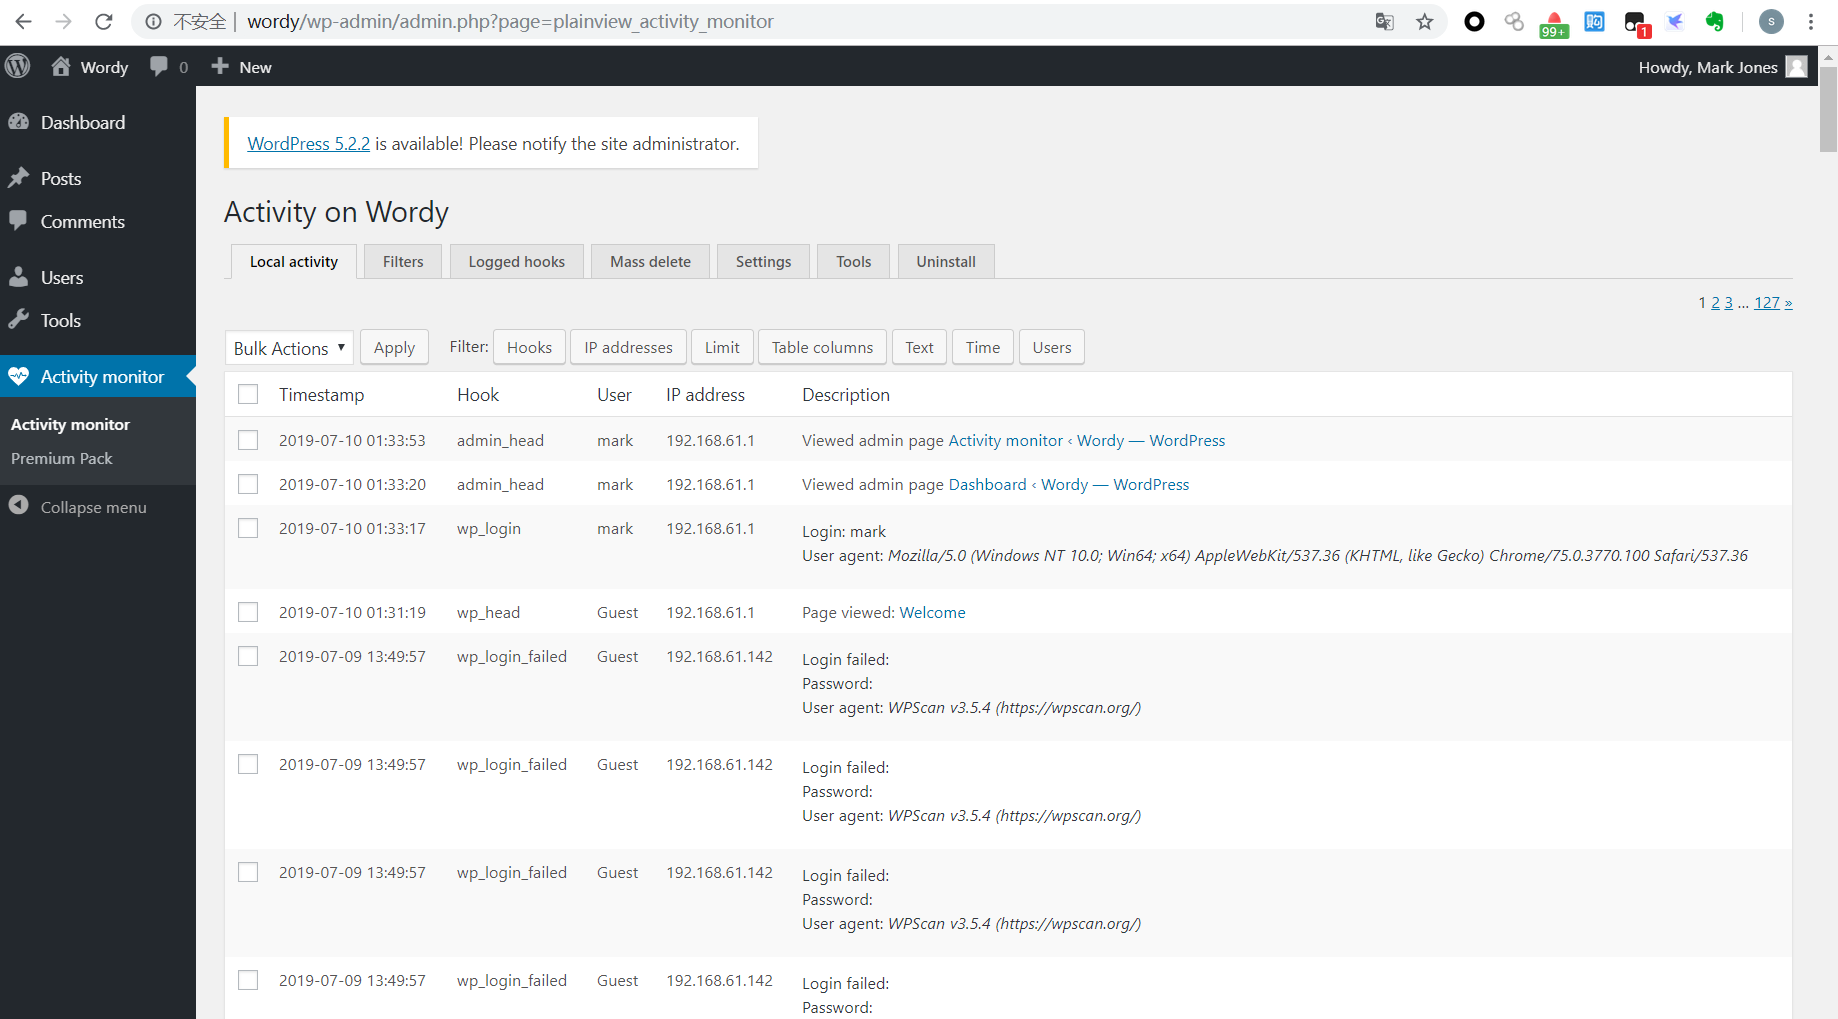 不安全 | wordy/wp-admin/admin.php?page=plainview_activity_monitor
99+
1
S
Wordy 0 New
Howdy, Mark Jones
Dashboard
Posts
Comments
Users
Tools
Activity monitor
Activity monitor
Premium Pack
Collapse menu
WordPress 5.2.2 is available! Please notify the site administrator.
Activity on Wordy
Local activity Filters Logged hooks Mass delete Settings Tools Uninstall
1 2 3 … 127 »
Bulk Actions Apply Filter: Hooks IP addresses Limit Table columns Text Time Users
Timestamp Hook User IP address Description
2019-07-10 01:33:53 admin_head mark 192.168.61.1 Viewed admin page Activity monitor ‹ Wordy — WordPress
2019-07-10 01:33:20 admin_head mark 192.168.61.1 Viewed admin page Dashboard ‹ Wordy — WordPress
2019-07-10 01:33:17 wp_login mark 192.168.61.1 Login: mark
User agent: Mozilla/5.0 (Windows NT 10.0; Win64; x64) AppleWebKit/537.36 (KHTML, like Gecko) Chrome/75.0.3770.100 Safari/537.36
2019-07-10 01:31:19 wp_head Guest 192.168.61.1 Page viewed: Welcome
2019-07-09 13:49:57 wp_login_failed Guest 192.168.61.142 Login failed:
Password:
User agent: WPScan v3.5.4 (https://wpscan.org/)
2019-07-09 13:49:57 wp_login_failed Guest 192.168.61.142 Login failed:
Password:
User agent: WPScan v3.5.4 (https://wpscan.org/)
2019-07-09 13:49:57 wp_login_failed Guest 192.168.61.142 Login failed:
Password:
User agent: WPScan v3.5.4 (https://wpscan.org/)
2019-07-09 13:49:57 wp_login_failed Guest 192.168.61.142 Login failed:
Password: